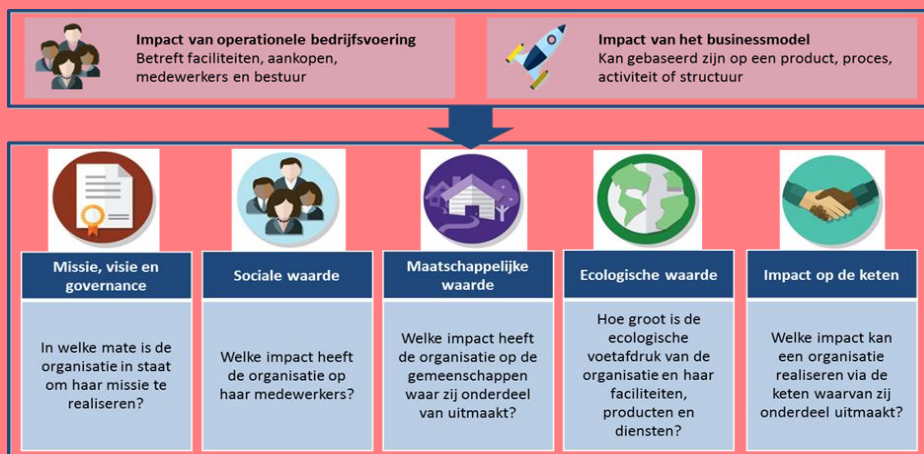 Impact van operationele bedrijfsvoering
Betreft faciliteiten, aankopen,
medewerkers en bestuur
Impact van het businessmodel
Kan gebaseerd zijn op een product, proces,
activiteit of structuur
Missie, visie en
governance
In welke mate is de
organisatie in staat
om haar missie te
realiseren?
Sociale waarde
Welke impact heeft
de organisatie op
haar medewerkers?
Maatschappelijke
waarde
Welke impact heeft
de organisatie op de
gemeenschappen
waar zij onderdeel
van uitmaakt?
Ecologische waarde
Hoe groot is de
ecologische
voetafdruk van de
organisatie en haar
faciliteiten,
producten en
diensten?
Impact op de keten
Welke impact kan
een organisatie
realiseren via de
keten waarvan zij
onderdeel uitmaakt?